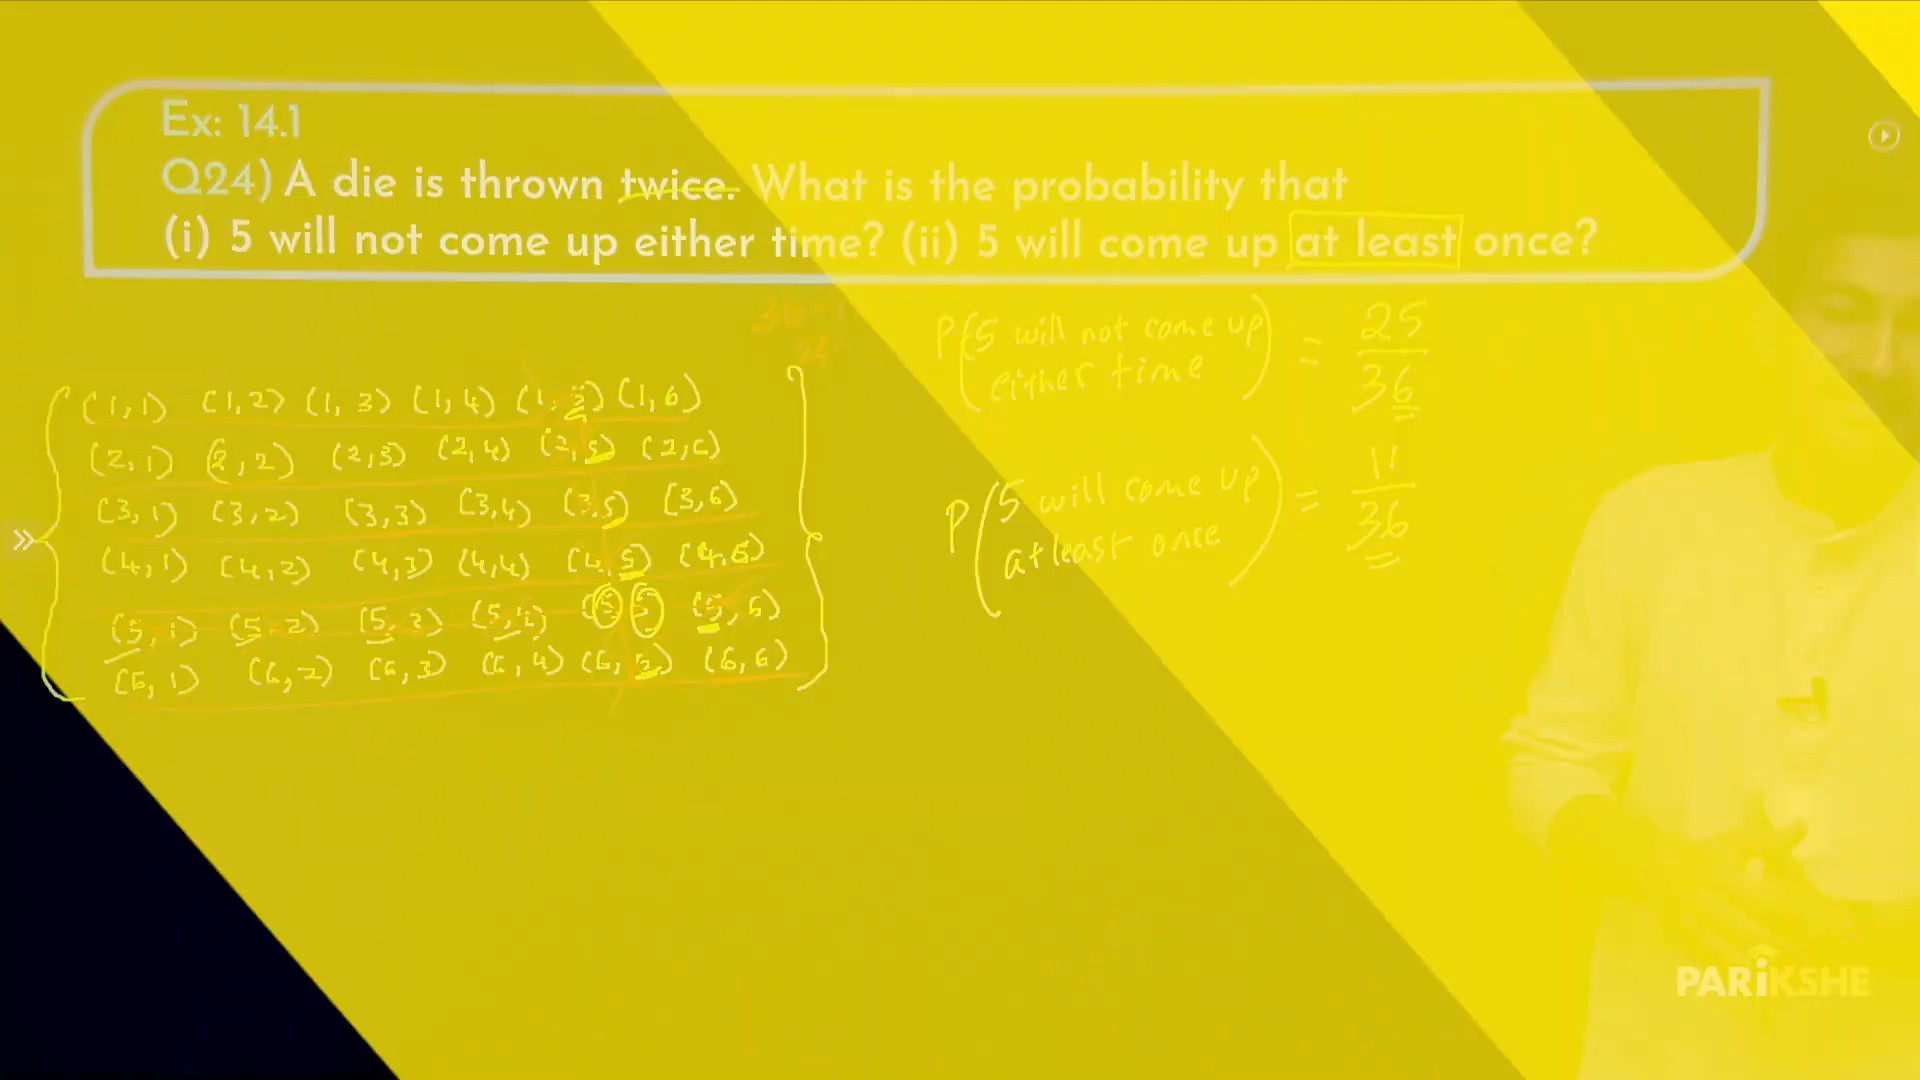 Ex: 14.1
Q24) A die is thrown twice. What is the probability that
(i) 5 will not come up either time? (ii) 5 will come up at least once?
P(5 will not come up either time) = 25/36
(1,1) (1,2) (1,3) (1,4) (1,5) (1,6)
(2,1) (2,2) (2,3) (2,4) (2,5) (2,6)
(3,1) (3,2) (3,3) (3,4) (3,5) (3,6)
(4,1) (4,2) (4,3) (4,4) (4,5) (4,6)
(5,1) (5,2) (5,3) (5,4) (5,5) (5,6)
(6,1) (6,2) (6,3) (6,4) (6,5) (6,6)
P(5 will come up atleast once) = 11/36
PARiKSHE